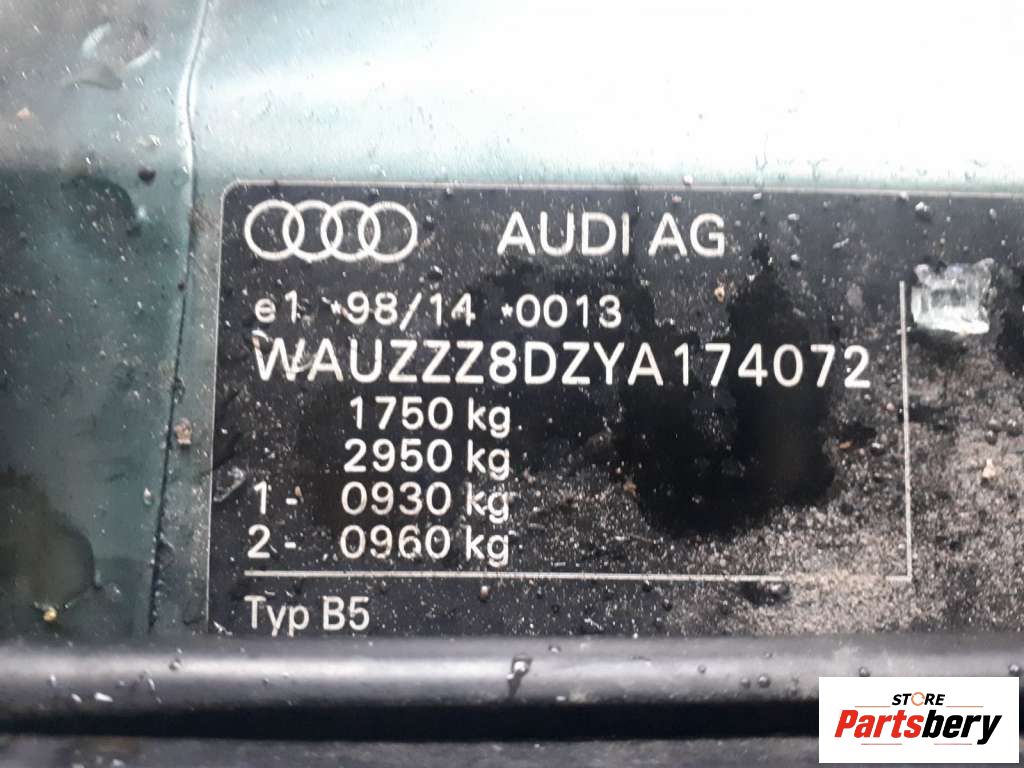 AUDI AG
e1 *98/14 *0013
WAUZZZ8DZYA174072
1750 kg
2950 kg
1- 0930 kg
2- 0960 kg
Typ B5
STORE
Partsbery